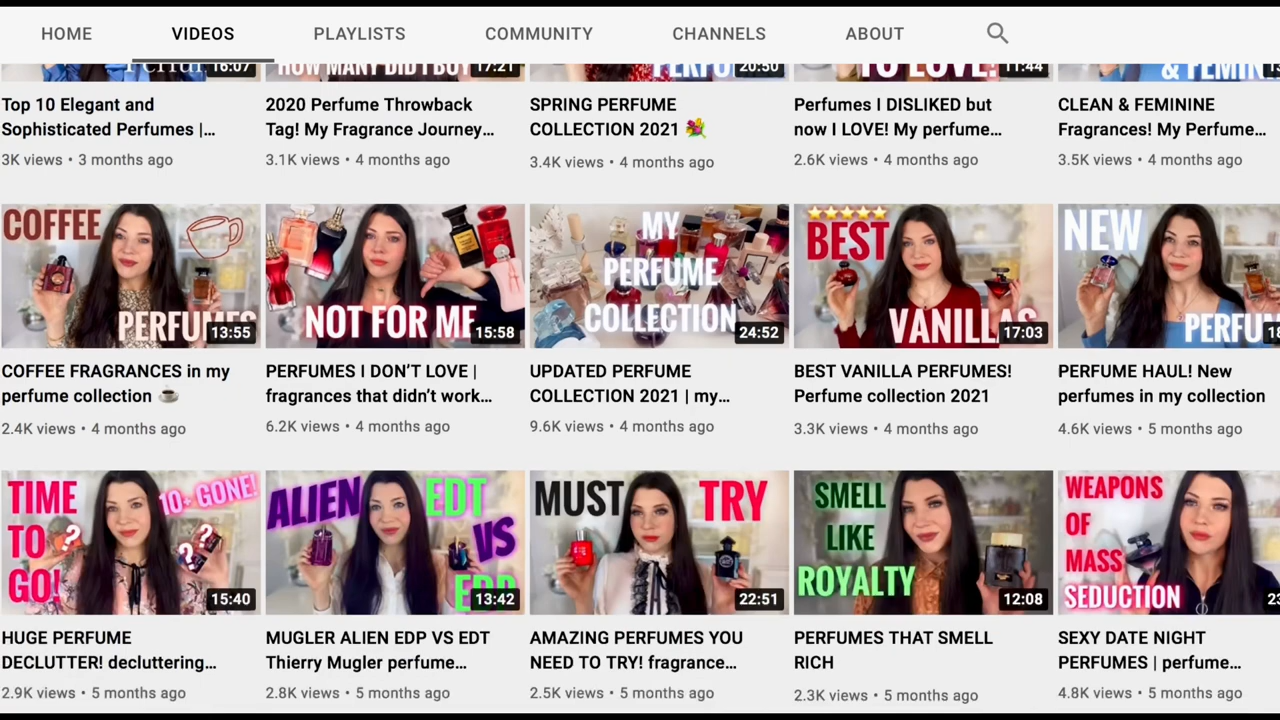 HOME VIDEOS PLAYLISTS COMMUNITY CHANNELS ABOUT
16:07
HOW MANY DID I BUY
17:21
PERFU
20:50
TO LOVE!
11:44
& FEMIN
Top 10 Elegant and
Sophisticated Perfumes |...
3K views • 3 months ago
2020 Perfume Throwback
Tag! My Fragrance Journey...
3.1K views • 4 months ago
SPRING PERFUME
COLLECTION 2021 💐
3.4K views • 4 months ago
Perfumes I DISLIKED but
now I LOVE! My perfume...
2.6K views • 4 months ago
CLEAN & FEMININE
Fragrances! My Perfume...
3.5K views • 4 months ago
COFFEE
PERFUMES
13:55
NOT FOR ME
15:58
MY
PERFUME
COLLECTION
24:52
BEST
VANILLAS
17:03
NEW
PERFUM
COFFEE FRAGRANCES in my
perfume collection ☕
2.4K views • 4 months ago
PERFUMES I DON’T LOVE |
fragrances that didn’t work...
6.2K views • 4 months ago
UPDATED PERFUME
COLLECTION 2021 | my...
9.6K views • 4 months ago
BEST VANILLA PERFUMES!
Perfume collection 2021
3.3K views • 4 months ago
PERFUME HAUL! New
perfumes in my collection
4.6K views • 5 months ago
TIME
TO
GO!
10+ GONE!
? ? ?
15:40
ALIEN EDT
VS
EDP
13:42
MUST TRY
22:51
SMELL
LIKE
ROYALTY
12:08
WEAPONS
OF
MASS
SEDUCTION
23
HUGE PERFUME
DECLUTTER! decluttering...
2.9K views • 5 months ago
MUGLER ALIEN EDP VS EDT
Thierry Mugler perfume...
2.8K views • 5 months ago
AMAZING PERFUMES YOU
NEED TO TRY! fragrance...
2.5K views • 5 months ago
PERFUMES THAT SMELL
RICH
2.3K views • 5 months ago
SEXY DATE NIGHT
PERFUMES | perfume...
4.8K views • 5 months ago